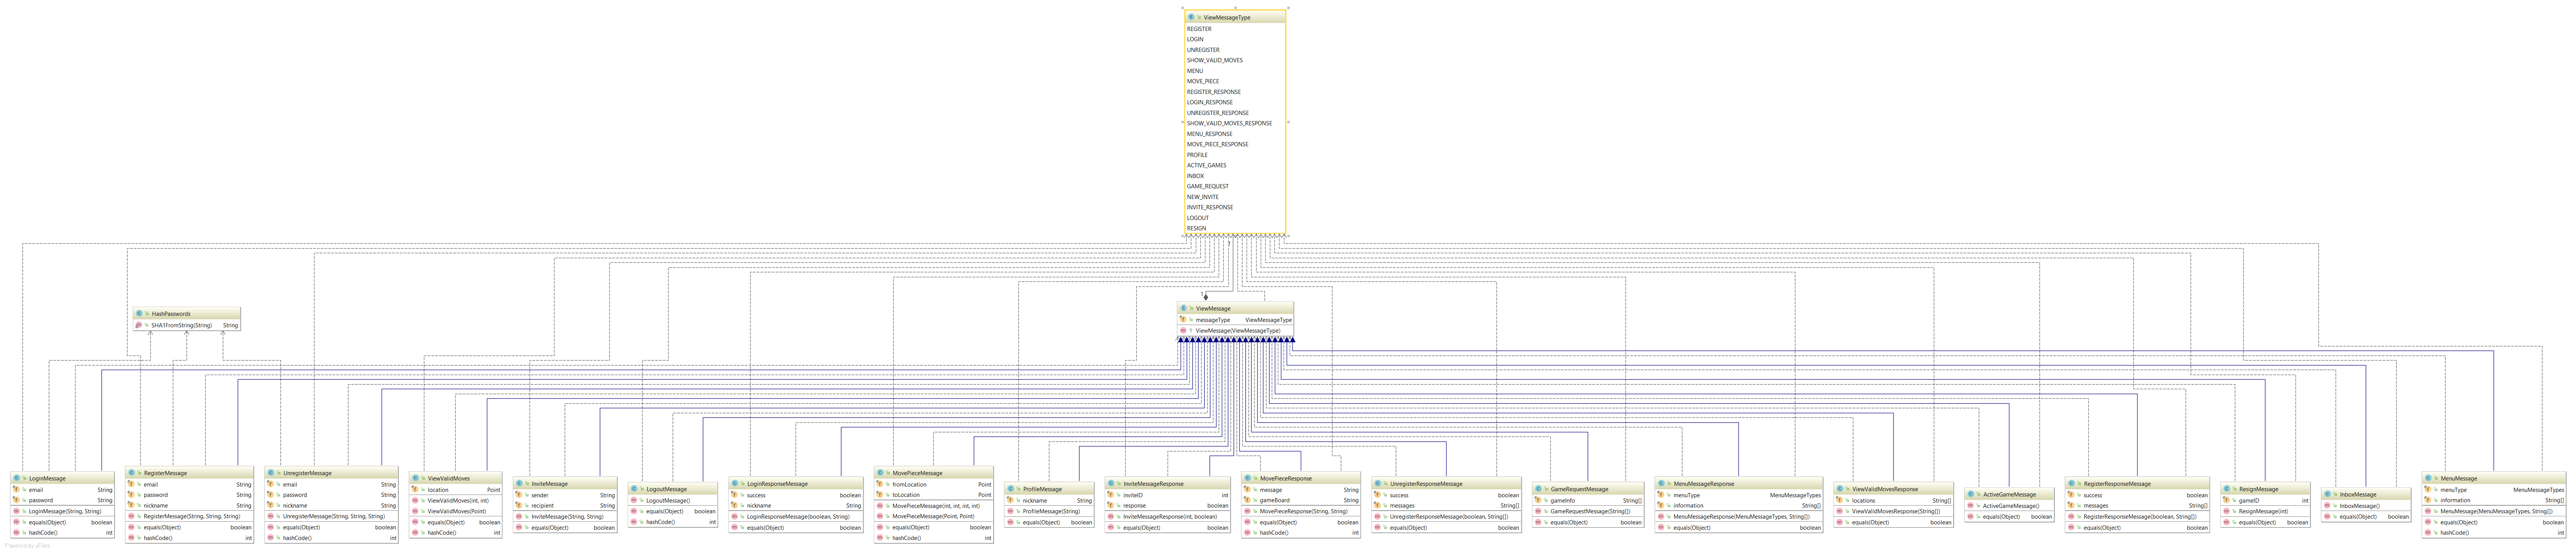 ViewMessageType
REGISTER
LOGIN
UNREGISTER
SHOW_VALID_MOVES
MENU
MOVE_PIECE
REGISTER_RESPONSE
LOGIN_RESPONSE
UNREGISTER_RESPONSE
SHOW_VALID_MOVES_RESPONSE
MENU_RESPONSE
MOVE_PIECE_RESPONSE
PROFILE
ACTIVE_GAMES
INBOX
GAME_REQUEST
NEW_INVITE
INVITE_RESPONSE
LOGOUT
RESIGN
1
1
HashPasswords
SHA1FromString(String) String
ViewMessage
messageType ViewMessageType
ViewMessage(ViewMessageType)
LoginMessage
email String
password String
LoginMessage(String, String)
equals(Object) boolean
hashCode() int
RegisterMessage
email String
password String
nickname String
RegisterMessage(String, String, String)
equals(Object) boolean
hashCode() int
UnregisterMessage
email String
password String
nickname String
UnregisterMessage(String, String, String)
equals(Object) boolean
hashCode() int
ViewValidMoves
location Point
ViewValidMoves(int, int)
ViewValidMoves(Point)
equals(Object) boolean
hashCode() int
InviteMessage
sender String
recipient String
InviteMessage(String, String)
equals(Object) boolean
LogoutMessage
LogoutMessage()
equals(Object) boolean
hashCode() int
LoginResponseMessage
success boolean
nickname String
LoginResponseMessage(boolean, String)
equals(Object) boolean
MovePieceMessage
fromLocation Point
toLocation Point
MovePieceMessage(int, int, int, int)
MovePieceMessage(Point, Point)
equals(Object) boolean
hashCode() int
ProfileMessage
nickname String
ProfileMessage(String)
equals(Object) boolean
InviteMessageResponse
inviteID int
response boolean
InviteMessageResponse(int, boolean)
equals(Object) boolean
MovePieceResponse
message String
gameBoard String
MovePieceResponse(String, String)
equals(Object) boolean
hashCode() int
UnregisterResponseMessage
success boolean
messages String[]
UnregisterResponseMessage(boolean, String[])
equals(Object) boolean
GameRequestMessage
gameInfo String[]
GameRequestMessage(String[])
equals(Object) boolean
MenuMessageResponse
menuType MenuMessageTypes
information String[]
MenuMessageResponse(MenuMessageTypes, String[])
equals(Object) boolean
ViewValidMovesResponse
locations String[]
ViewValidMovesResponse(String[])
equals(Object) boolean
ActiveGameMessage
ActiveGameMessage()
equals(Object) boolean
RegisterResponseMessage
success boolean
messages String[]
RegisterResponseMessage(boolean, String[])
equals(Object) boolean
ResignMessage
gameID int
ResignMessage(int)
equals(Object) boolean
InboxMessage
InboxMessage()
equals(Object) boolean
MenuMessage
menuType MenuMessageTypes
information String[]
MenuMessage(MenuMessageTypes, String[])
equals(Object) boolean
hashCode() int
Powered by yFiles